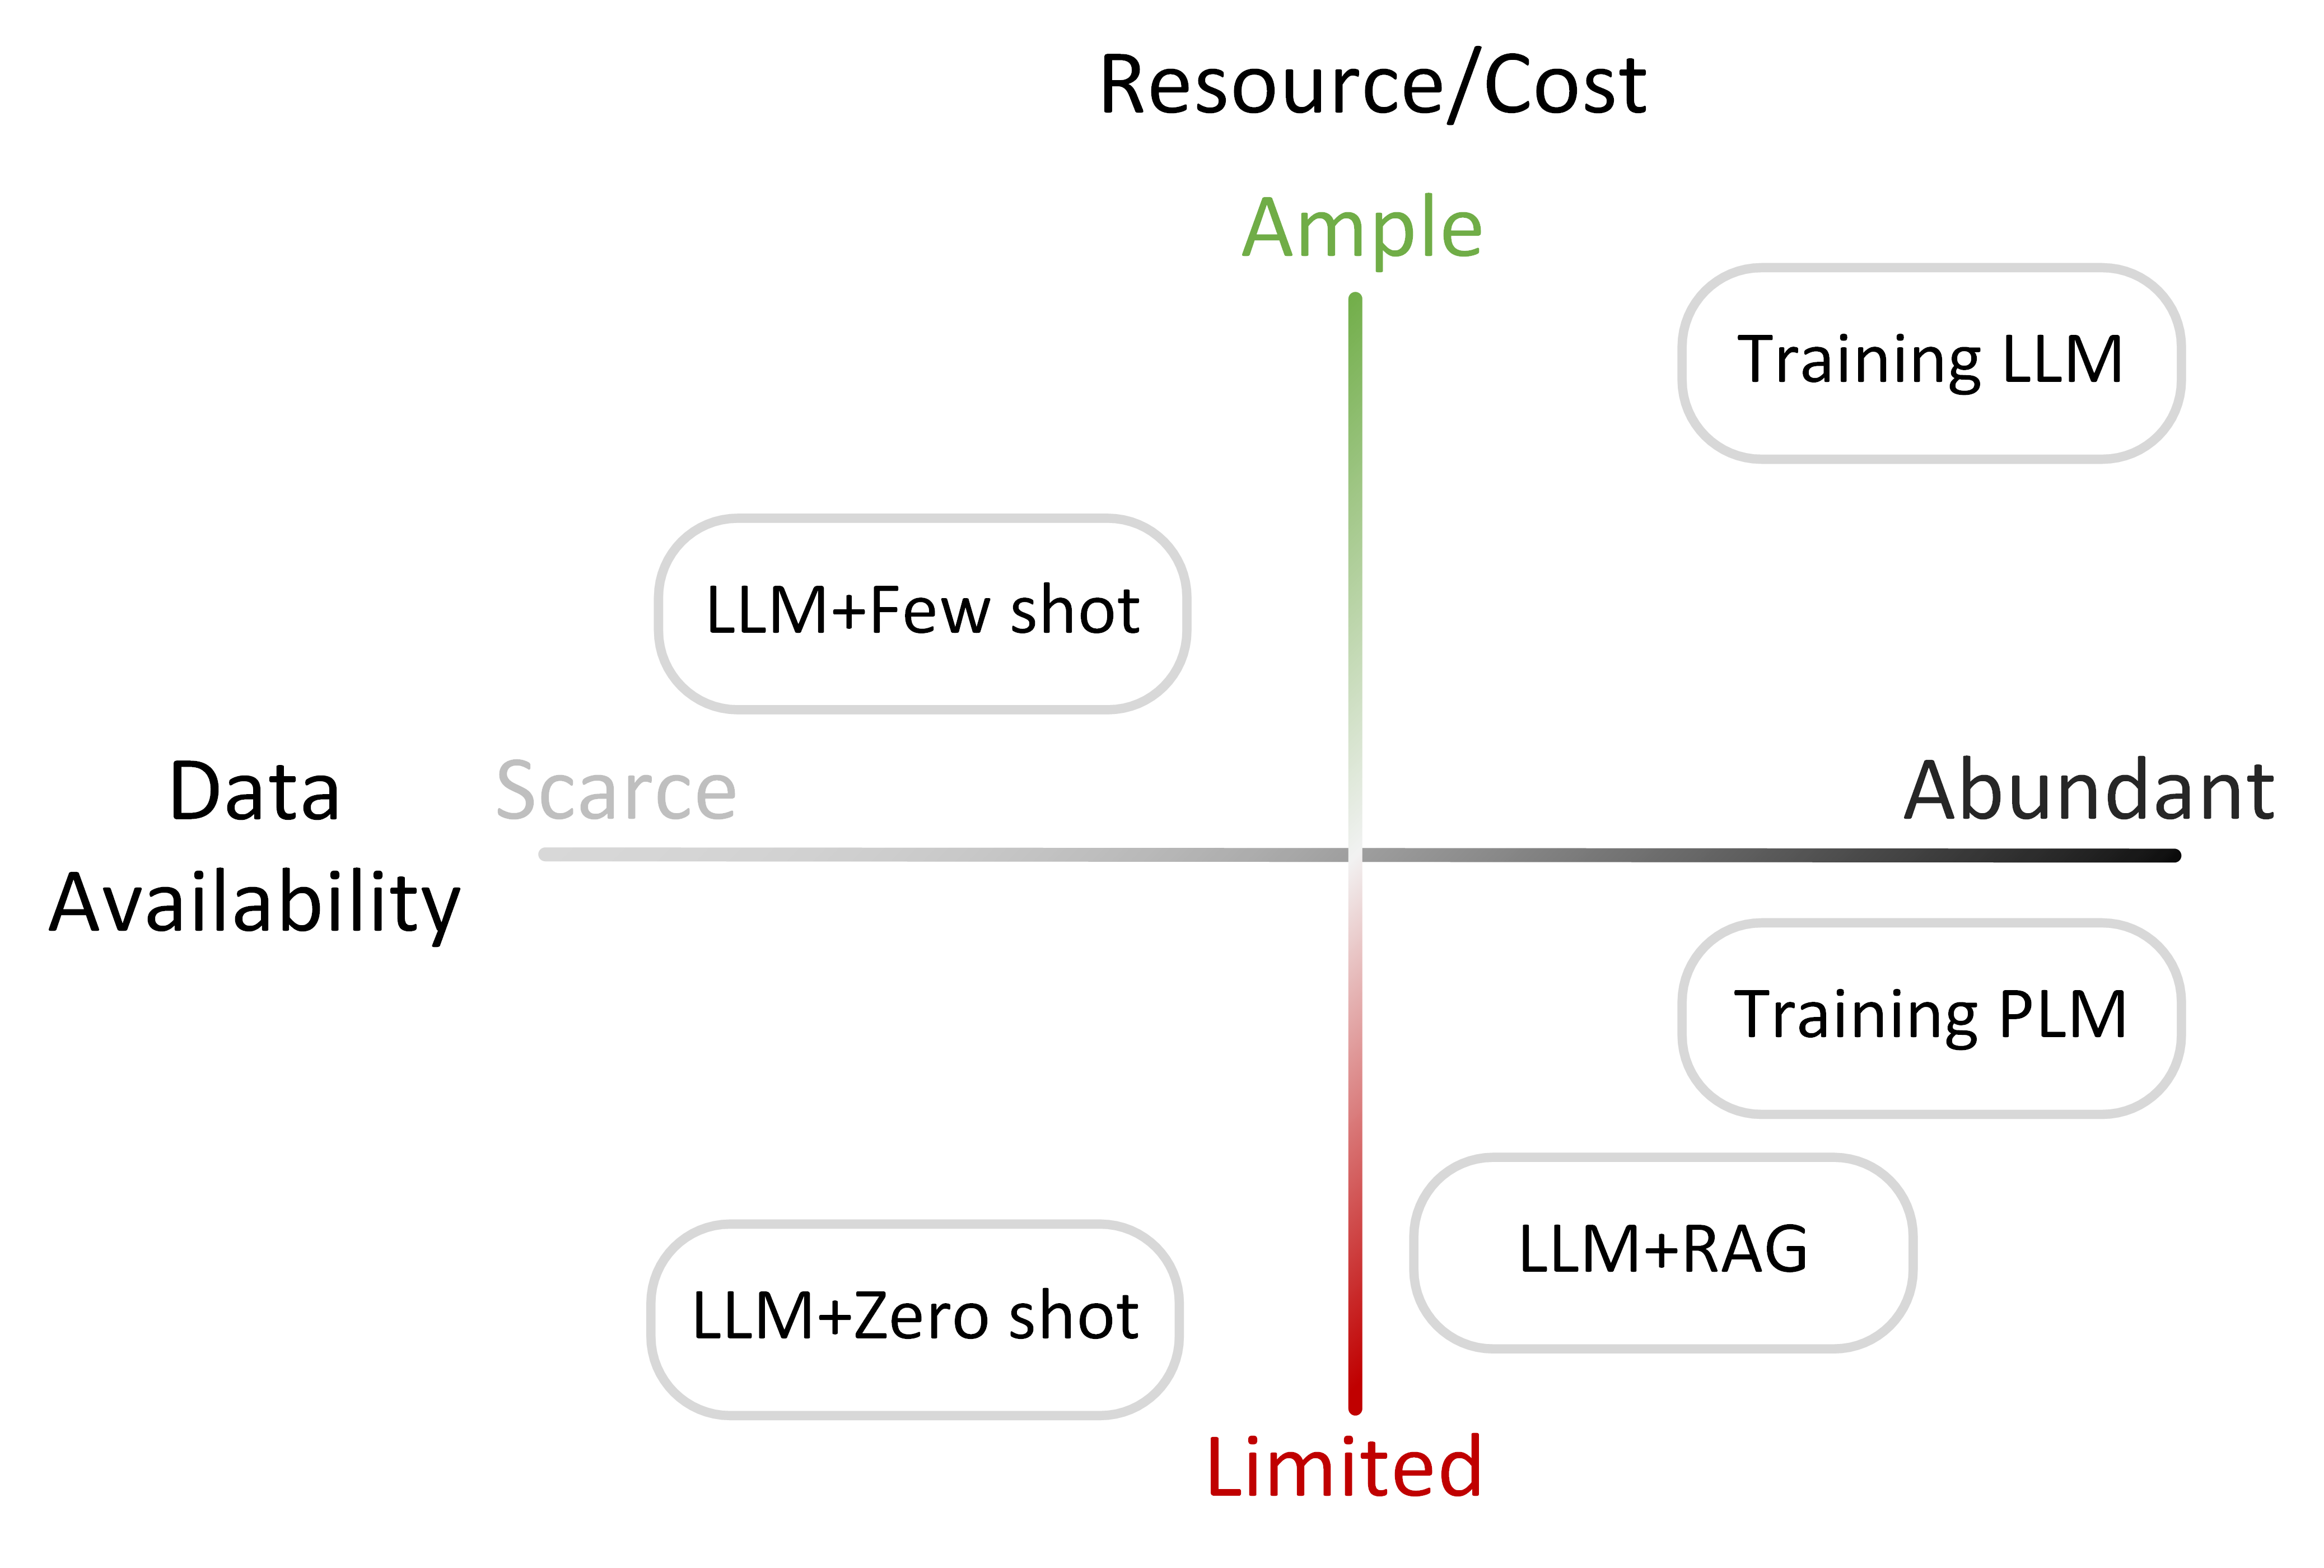 Resource/Cost
Ample
Training LLM
LLM+Few shot
Data
Availability
Scarce
Abundant
Training PLM
LLM+RAG
LLM+Zero shot
Limited